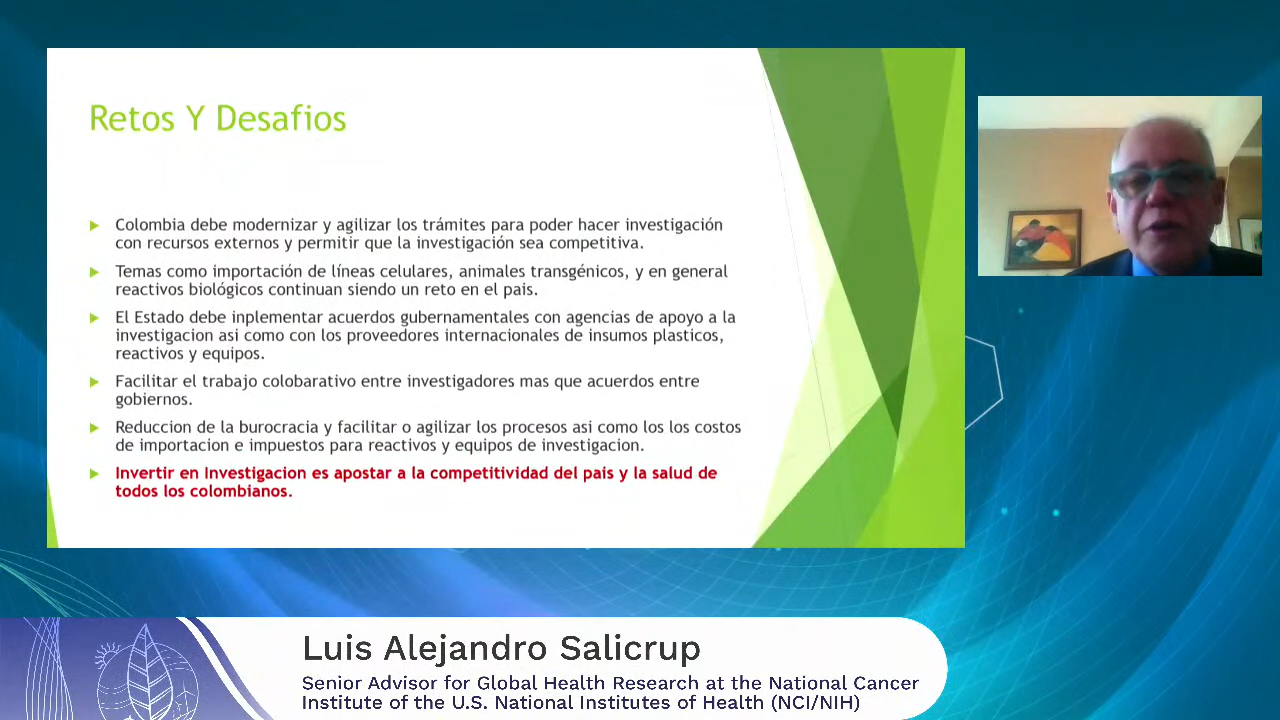 Retos Y Desafios
Colombia debe modernizar y agilizar los trámites para poder hacer investigación
con recursos externos y permitir que la investigación sea competitiva.
Temas como importación de líneas celulares, animales transgénicos, y en general
reactivos biológicos continuan siendo un reto en el pais.
El Estado debe inplementar acuerdos gubernamentales con agencias de apoyo a la
investigacion asi como con los proveedores internacionales de insumos plasticos,
reactivos y equipos.
Facilitar el trabajo colobarativo entre investigadores mas que acuerdos entre
gobiernos.
Reduccion de la burocracia y facilitar o agilizar los procesos asi como los los costos
de importacion e impuestos para reactivos y equipos de investigacion.
Invertir en Investigacion es apostar a la competitividad del pais y la salud de
todos los colombianos.
Luis Alejandro Salicrup
Senior Advisor for Global Health Research at the National Cancer
Institute of the U.S. National Institutes of Health (NCI/NIH)